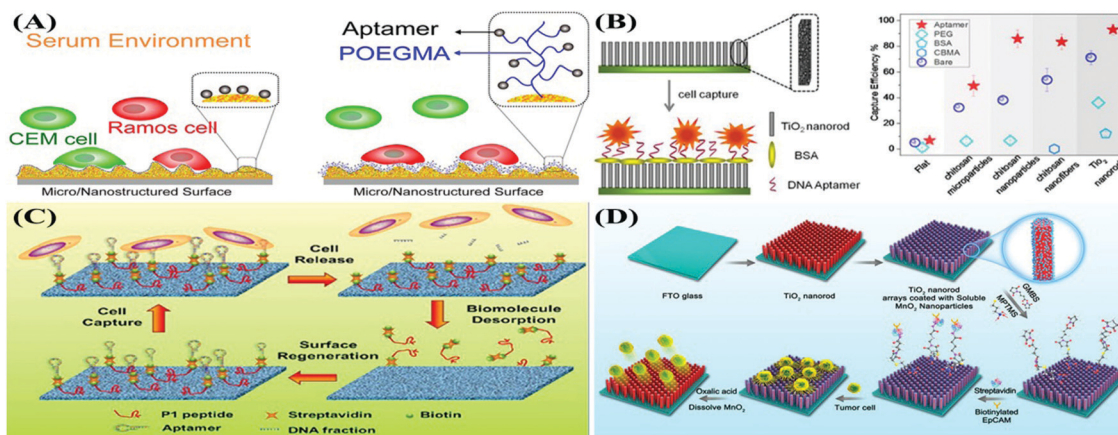 (A)
Serum Environment
CEM cell
Ramos cell
Micro/Nanostructured Surface
Aptamer
POEGMA
Micro/Nanostructured Surface
(B)
cell capture
TiO₂ nanorod
BSA
DNA Aptamer
Capture Efficiency %
100
80
60
40
20
0
Aptamer
PEG
BSA
CBMA
Bare
Flat
chitosan
microparticles
chitosan
nanoparticles
chitosan
nanofibers
TiO₂
nanorod
(C)
Cell
Release
Cell
Capture
Biomolecule
Desorption
Surface
Regeneration
P1 peptide
Streptavidin
Biotin
Aptamer
DNA fraction
(D)
FTO glass
TiO₂ nanorod
TiO₂ nanorod
arrays coated with Soluble
MnO₂ Nanoparticles
GMBS
MPTMS
Oxalic acid
Dissolve MnO₂
Tumor cell
Streptavidin
Biotinylated
EpCAM